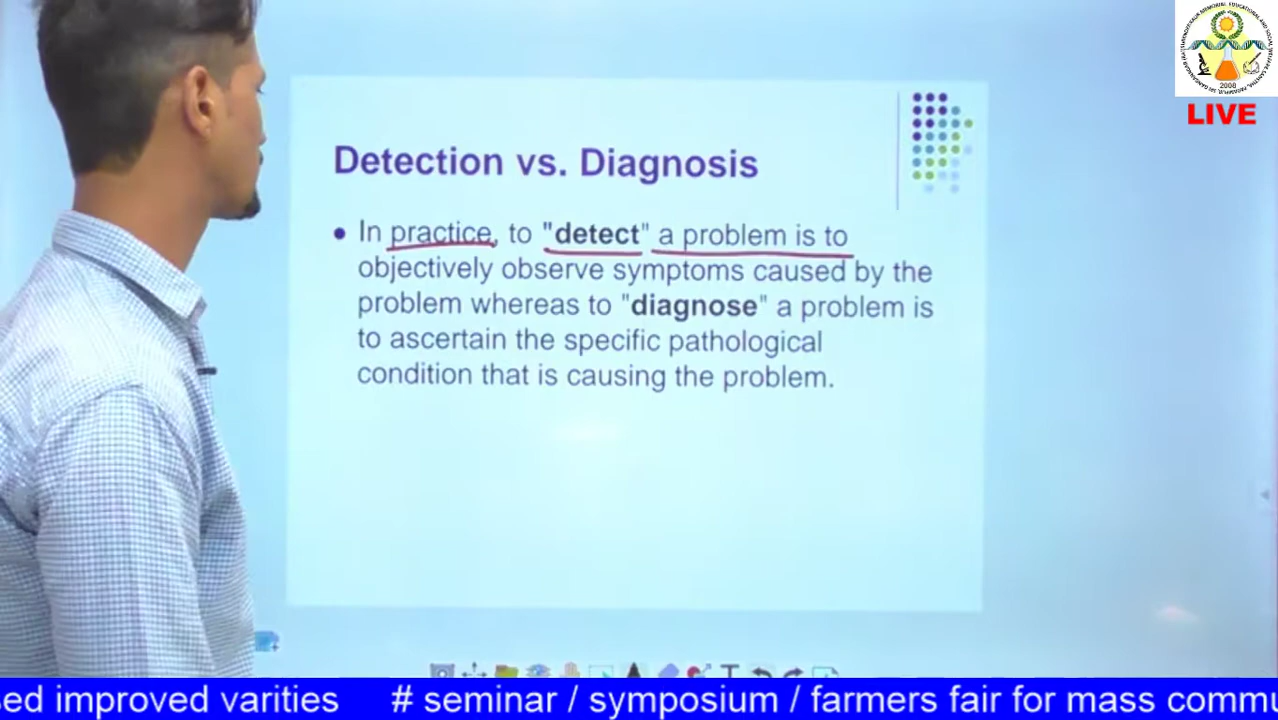 2008
LIVE
Detection vs. Diagnosis
• In practice, to "detect" a problem is to
objectively observe symptoms caused by the
problem whereas to "diagnose" a problem is
to ascertain the specific pathological
condition that is causing the problem.
T
improved varities # seminar / symposium / farmers fair for mass